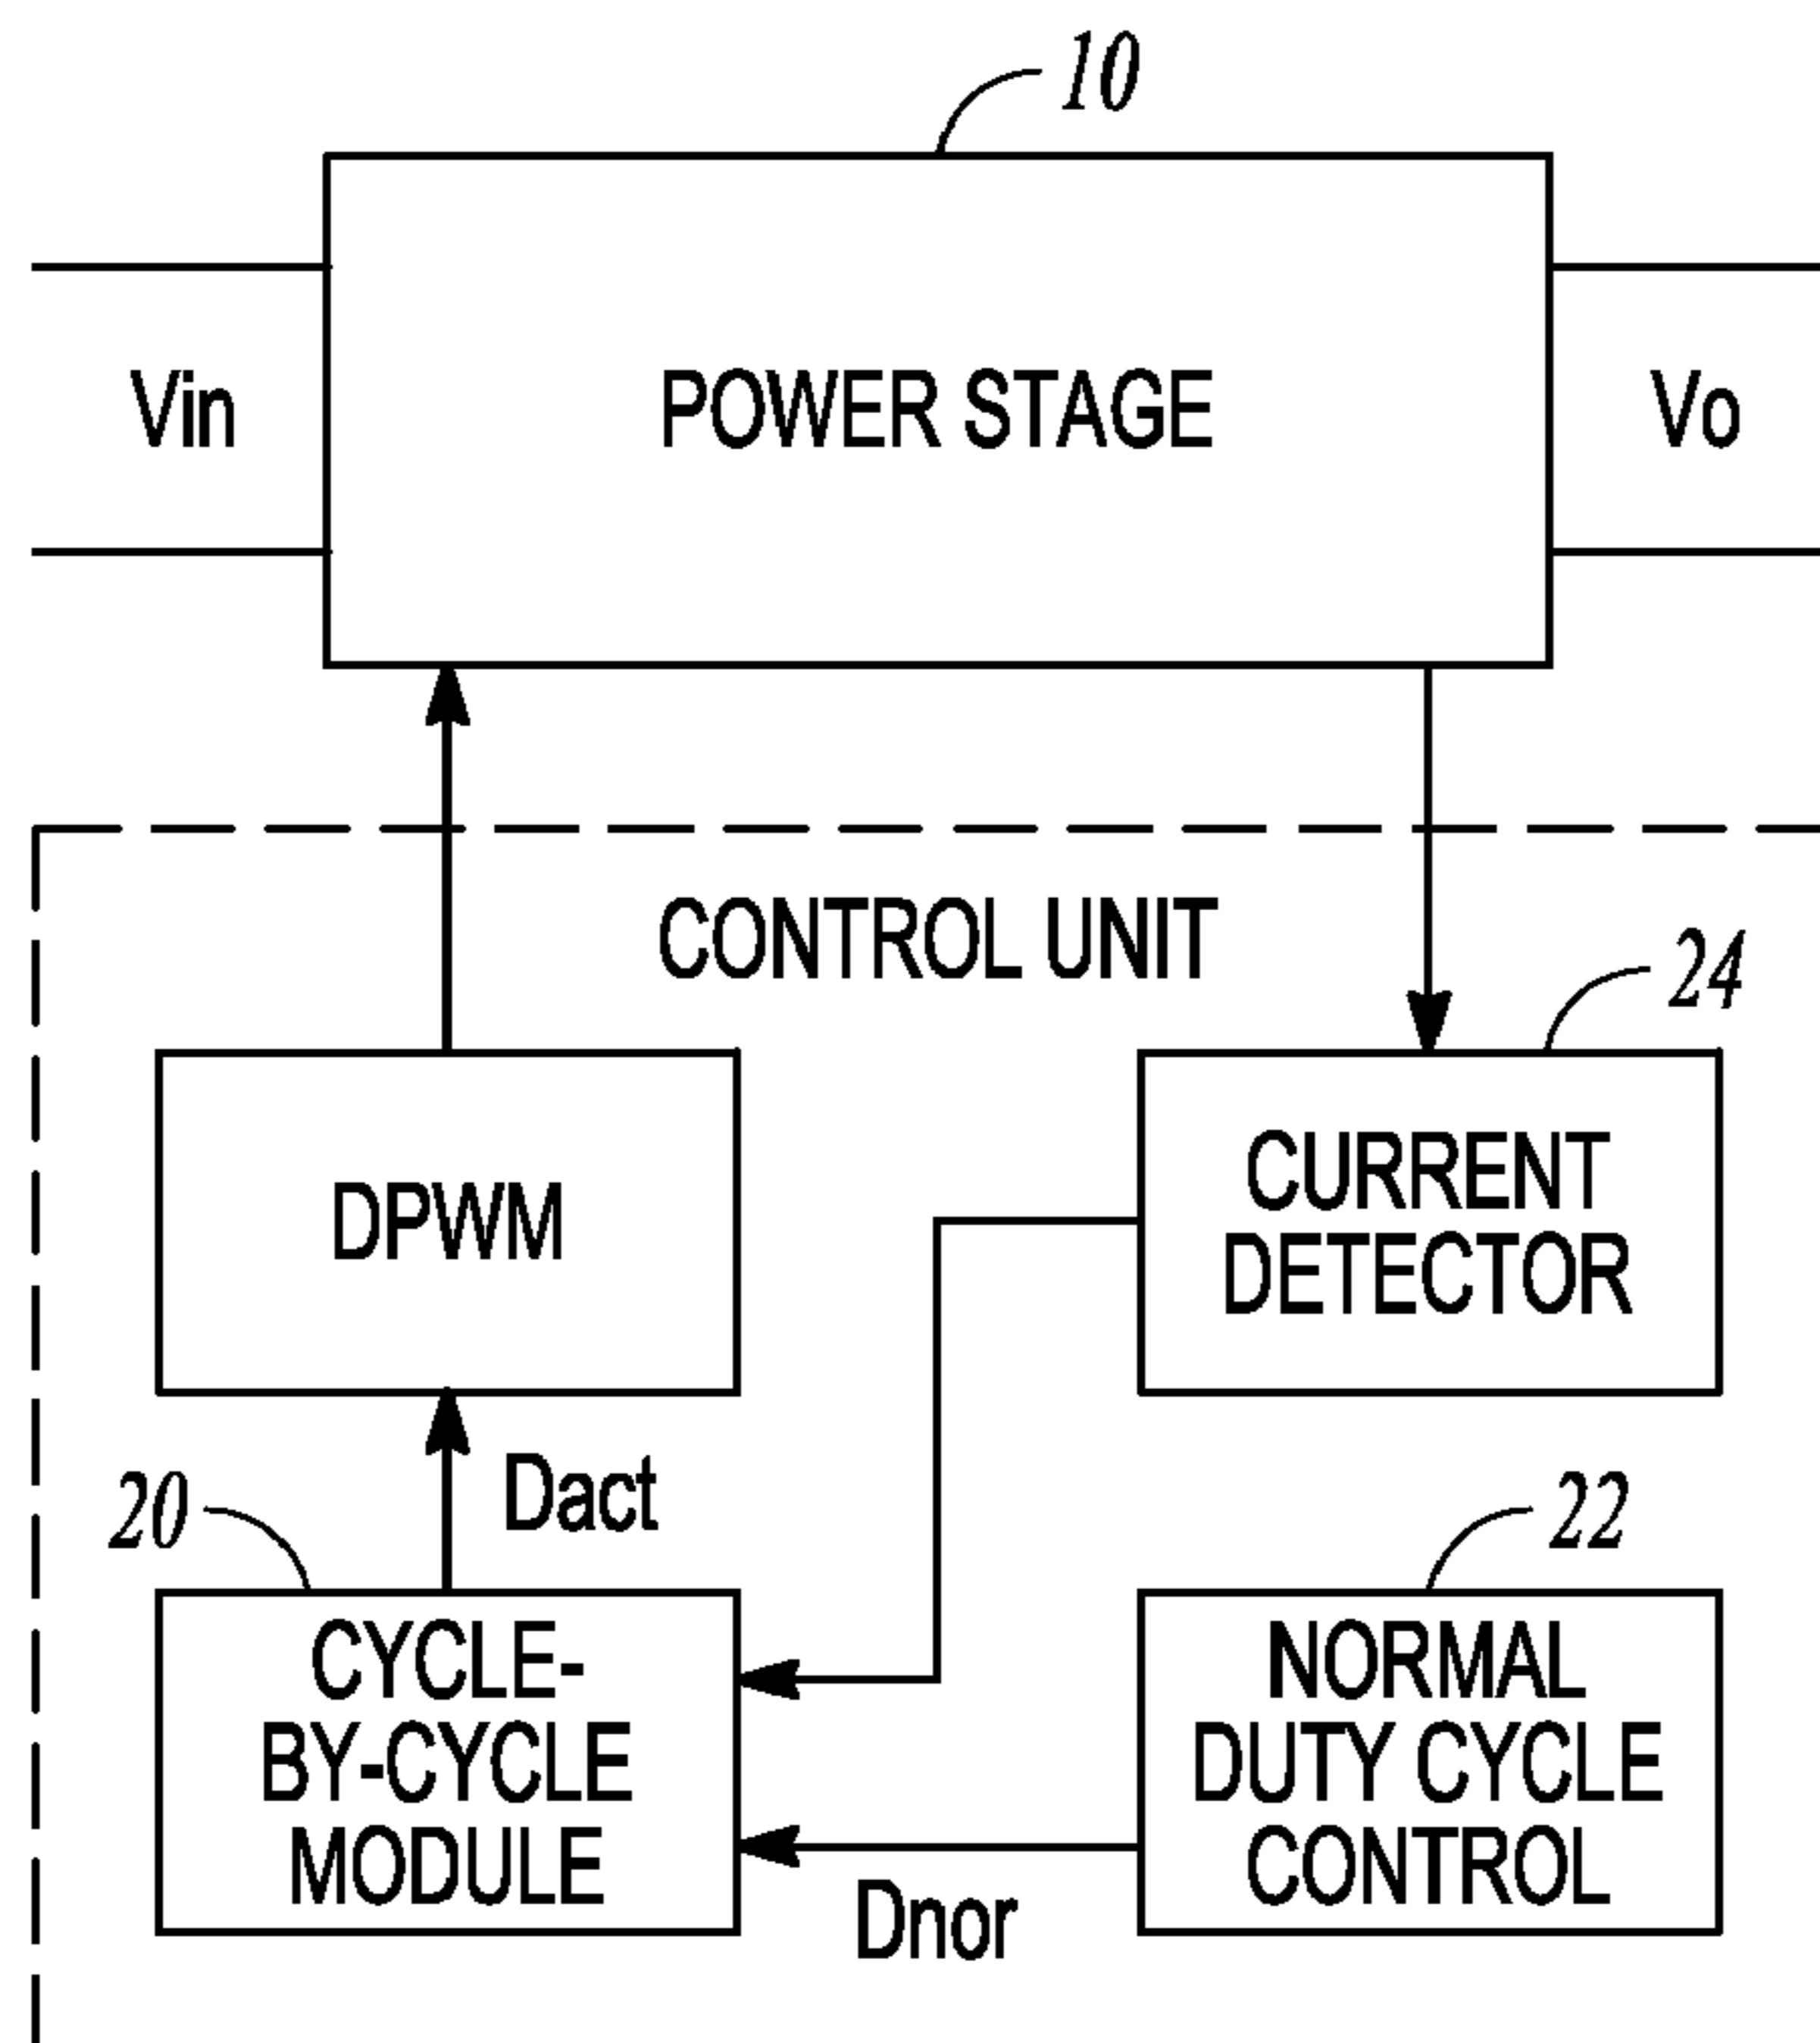 10
Vin
POWER STAGE
Vo
CONTROL UNIT
24
DPWM
CURRENT
DETECTOR
Dact
20
22
CYCLE-
BY-CYCLE
MODULE
NORMAL
DUTY CYCLE
CONTROL
Dnor